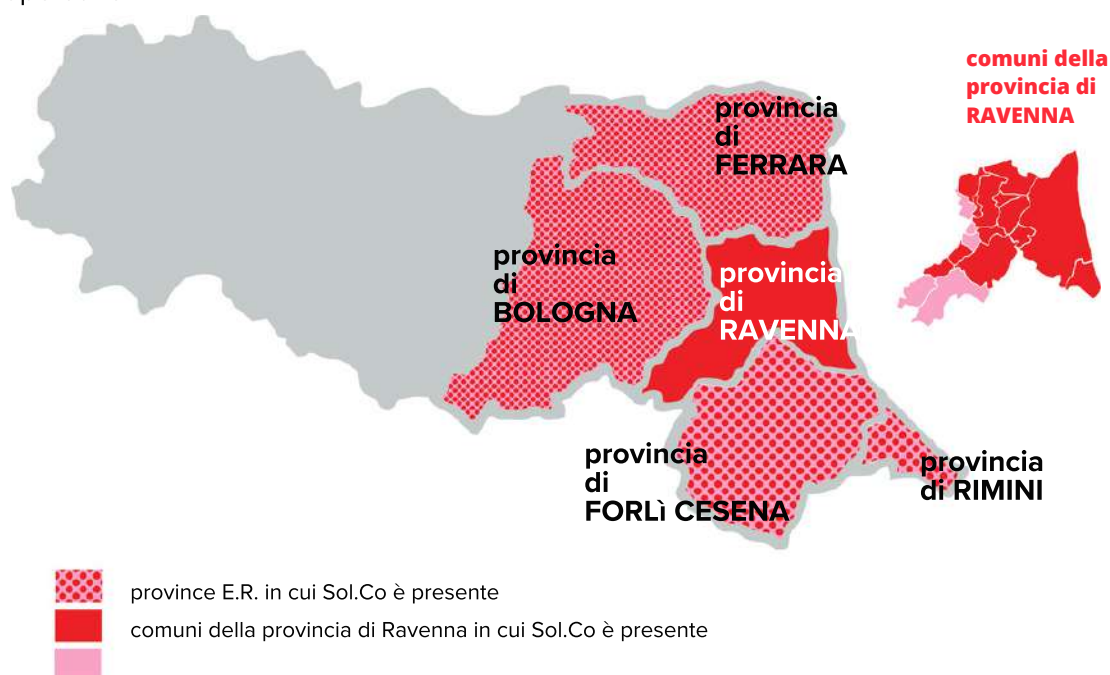 comuni della
provincia di
RAVENNA
provincia
di
FERRARA
provincia
di
BOLOGNA
provincia
di
RAVENNA
provincia
di
FORLì CESENA
provincia
di RIMINI
province E.R. in cui Sol.Co è presente
comuni della provincia di Ravenna in cui Sol.Co è presente